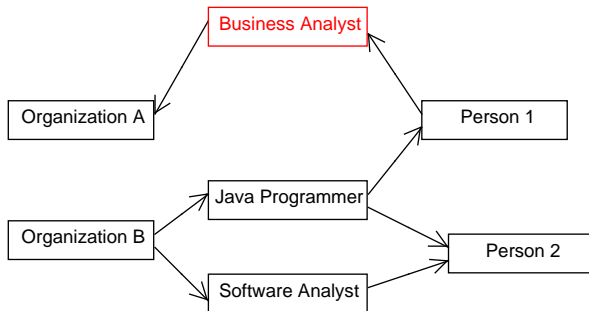 Business Analyst
Organization A
Person 1
Java Programmer
Organization B
Person 2
Software Analyst